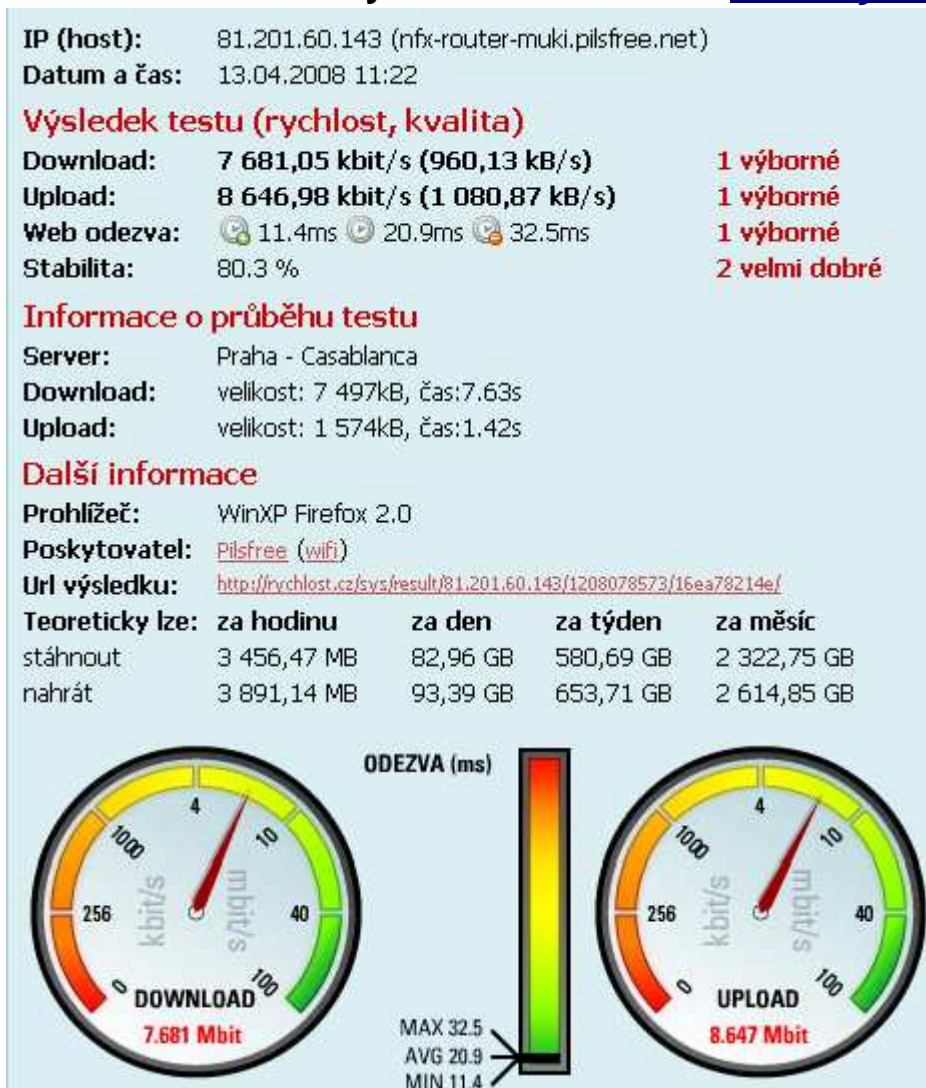 IP (host): 81.201.60.143 (nfx-router-muki.pilsfree.net)
Datum a čas: 13.04.2008 11:22
Výsledek testu (rychlost, kvalita)
Download: 7 681,05 kbit/s (960,13 kB/s) 1 výborné
Upload: 8 646,98 kbit/s (1 080,87 kB/s) 1 výborné
Web odezva: 11.4ms 20.9ms 32.5ms 1 výborné
Stabilita: 80.3 % 2 velmi dobré
Informace o průběhu testu
Server: Praha - Casablanca
Download: velikost: 7 497kB, čas:7.63s
Upload: velikost: 1 574kB, čas:1.42s
Další informace
Prohlížeč: WinXP Firefox 2.0
Poskytovatel: Pilsfree (wifi)
Url výsledku: http://rychlost.cz/sys/result/81.201.60.143/1208078573/16ea78214e/
Teoreticky lze: za hodinu za den za týden za měsíc
stáhnout 3 456,47 MB 82,96 GB 580,69 GB 2 322,75 GB
nahrát 3 891,14 MB 93,39 GB 653,71 GB 2 614,85 GB
0 256 1000 4 10 40 100
kbit/s mbit/s
DOWNLOAD
7.681 Mbit
ODEZVA (ms)
MAX 32.5
AVG 20.9
MIN 11.4
0 256 1000 4 10 40 100
kbit/s mbit/s
UPLOAD
8.647 Mbit